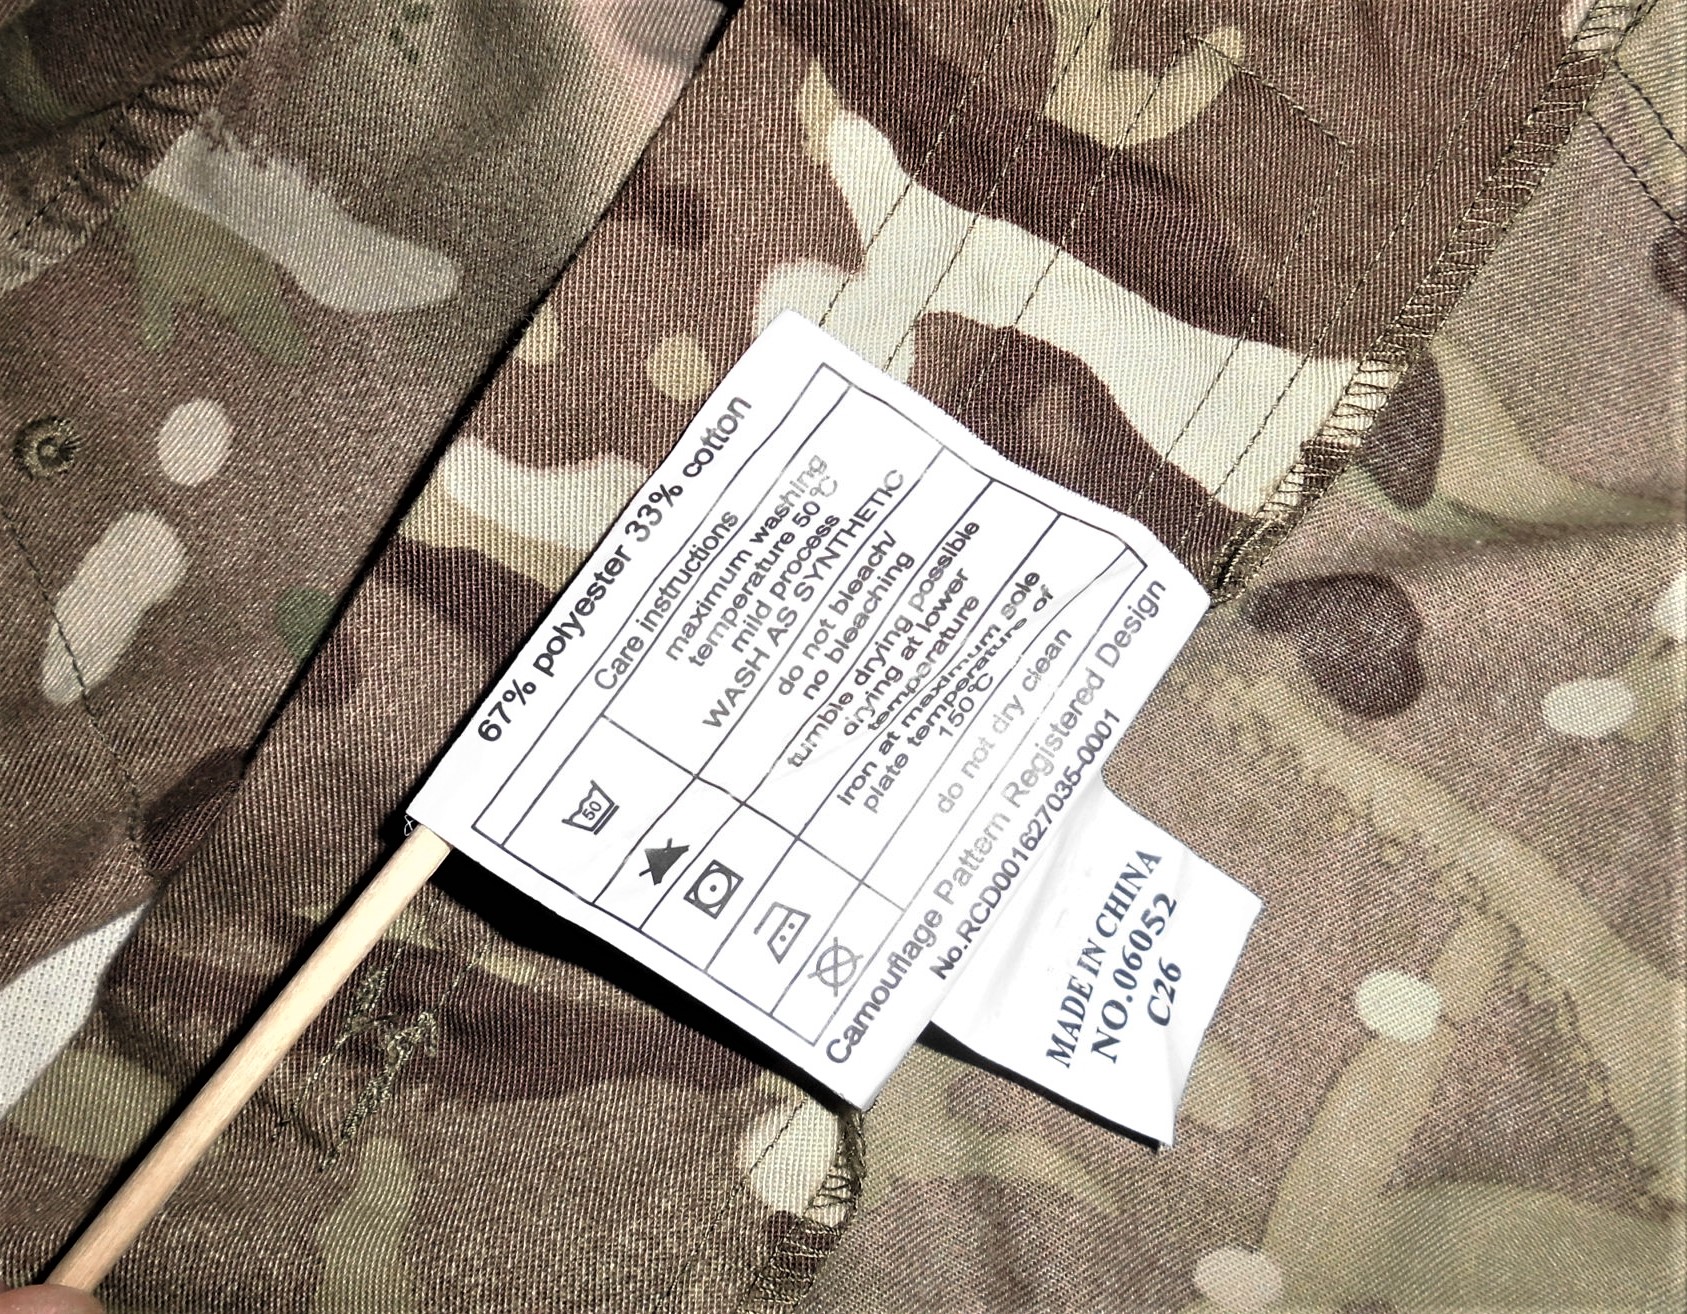 67% polyester 33% cotton
Care instructions
50
maximum washing
temperature 50°C
mild process
WASH AS SYNTHETIC
do not bleach/
no bleaching
tumble drying possible
drying at lower
temperature
iron at maximum sole
plate temperature of
150°C
do not dry clean
Camouflage Pattern Registered Design
No.RCD001627035-0001
MADE IN CHINA
NO.06052
C26